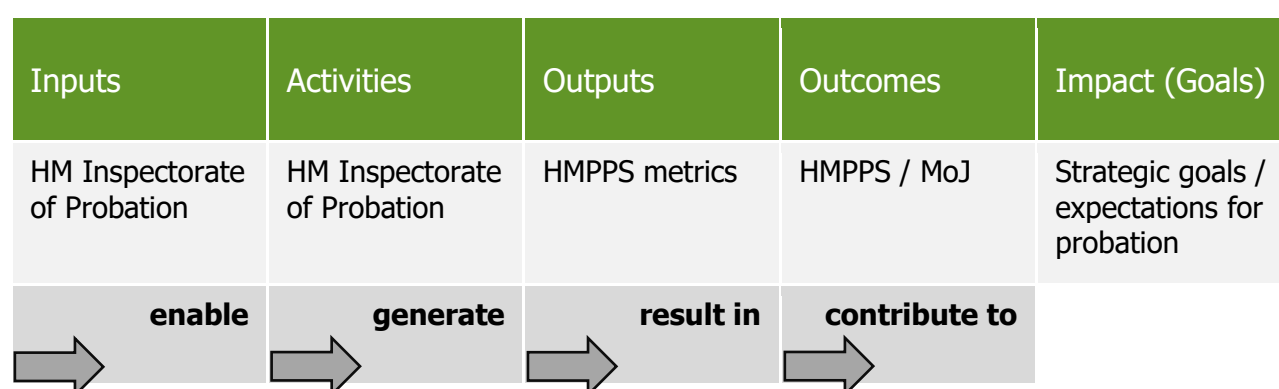 Inputs
Activities
Outputs
Outcomes
Impact (Goals)
HM Inspectorate
of Probation
HM Inspectorate
of Probation
HMPPS metrics
HMPPS / MoJ
Strategic goals /
expectations for
probation
enable
generate
result in
contribute to